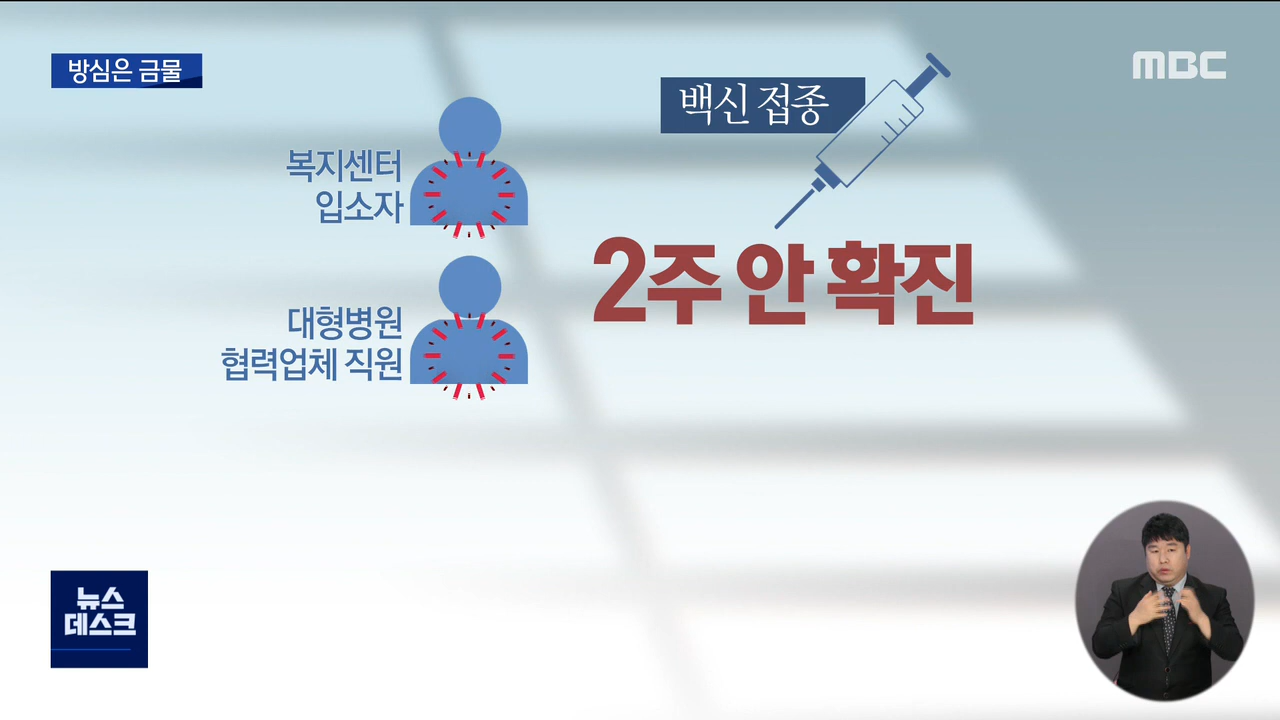 방심은 금물
MBC
백신 접종
복지센터
입소자
2주 안 확진
대형병원
협력업체 직원
뉴스
데스크